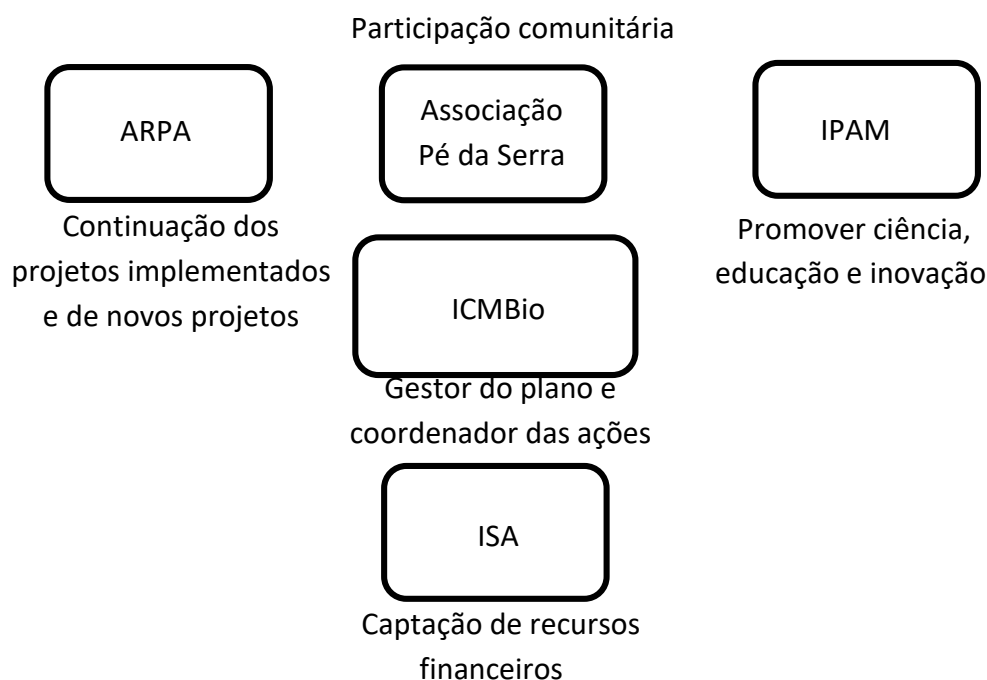 Participação comunitária
ARPA
Continuação dos
projetos implementados
e de novos projetos
Associação
Pé da Serra
IPAM
Promover ciência,
educação e inovação
ICMBio
Gestor do plano e
coordenador das ações
ISA
Captação de recursos
financeiros